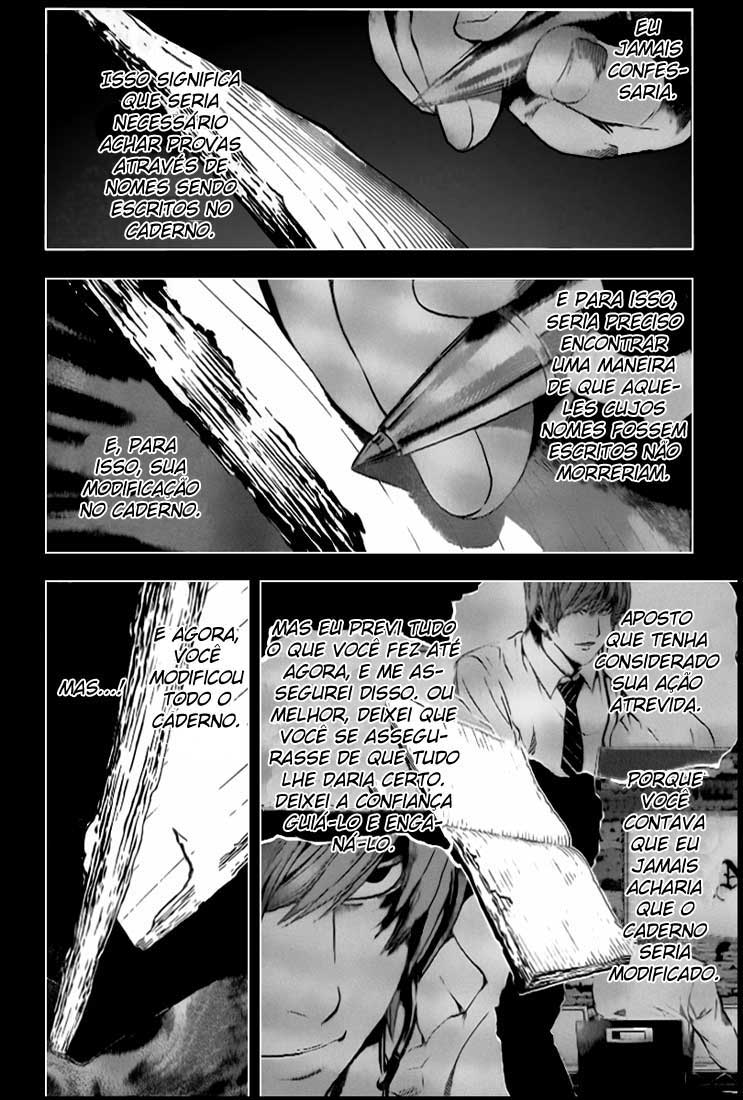 EU
JAMAIS
CONFES-
SARIA.
ISSO SIGNIFICA
QUE SERIA
NECESSÁRIO
ACHAR PROVAS
ATRAVÉS DE
NOMES SENDO
ESCRITOS NO
CADERNO.
E PARA ISSO,
SERIA PRECISO
ENCONTRAR
UMA MANEIRA
DE QUE AQUE-
LES CUJOS
NOMES FOSSEM
ESCRITOS NÃO
MORRERIAM.
E, PARA
ISSO, SUA
MODIFICAÇÃO
NO CADERNO.
E AGORA,
VOCÊ
MODIFICOU
TODO O
CADERNO.
MAS...!
APOSTO
QUE TENHA
CONSIDERADO
SUA AÇÃO
ATREVIDA.
PORQUE
VOCÊ
CONTAVA
QUE EU
JAMAIS
ACHARIA
QUE O
CADERNO
SERIA
MODIFICADO.
MAS EU PREVI TUDO
O QUE VOCÊ FEZ ATÉ
AGORA, E ME AS-
SEGUREI DISSO. OU
MELHOR, DEIXEI QUE
VOCÊ SE ASSEGU-
RASSE DE QUE TUDO
LHE DARIA CERTO.
DEIXEI A CONFIANÇA
GUIÁ-LO E ENGA-
NÁ-LO.